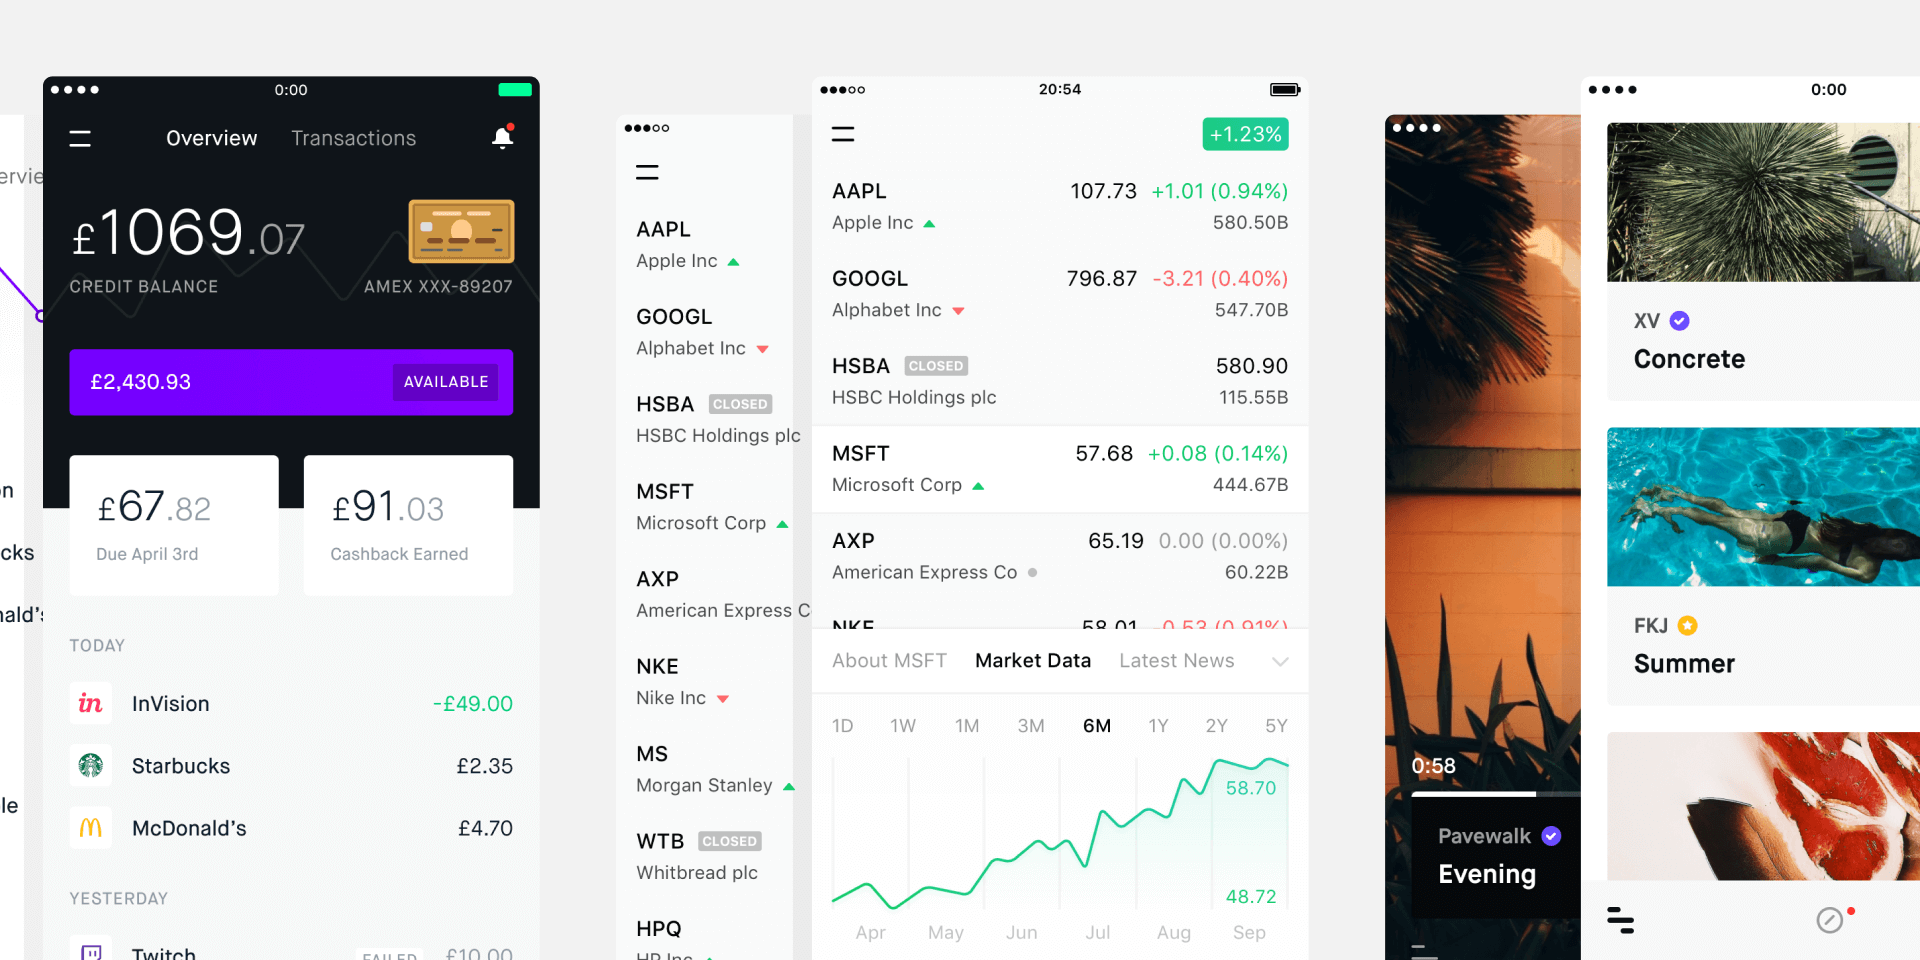 ervie
on
cks
nald's
le
0:00
Overview Transactions
£1069.07
CREDIT BALANCE AMEX XXX-89207
£2,430.93 AVAILABLE
£67.82
Due April 3rd
£91.03
Cashback Earned
TODAY
in InVision -£49.00
Starbucks £2.35
McDonald's £4.70
YESTERDAY
Twitch FAILED £10.00
AAPL
Apple Inc
GOOGL
Alphabet Inc
HSBA CLOSED
HSBC Holdings plc
MSFT
Microsoft Corp
AXP
American Express C
NKE
Nike Inc
MS
Morgan Stanley
WTB CLOSED
Whitbread plc
HPQ
HP Inc
20:54
+1.23%
AAPL 107.73 +1.01 (0.94%)
Apple Inc 580.50B
GOOGL 796.87 -3.21 (0.40%)
Alphabet Inc 547.70B
HSBA CLOSED 580.90
HSBC Holdings plc 115.55B
MSFT 57.68 +0.08 (0.14%)
Microsoft Corp 444.67B
AXP 65.19 0.00 (0.00%)
American Express Co 60.22B
NKE 58.01 -0.53 (0.91%)
About MSFT Market Data Latest News
1D 1W 1M 3M 6M 1Y 2Y 5Y
58.70
48.72
Apr May Jun Jul Aug Sep
0:58
Pavewalk
Evening
0:00
XV
Concrete
FKJ
Summer